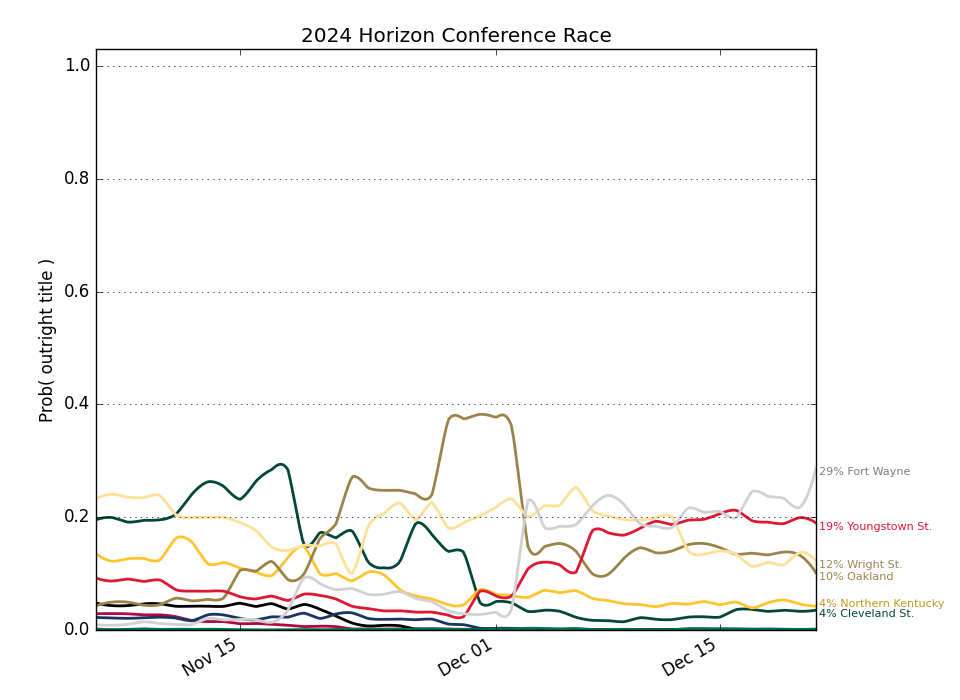 2024 Horizon Conference Race
Prob( outright title )
1.0
0.8
0.6
0.4
0.2
0.0
Nov 15
Dec 01
Dec 15
29% Fort Wayne
19% Youngstown St.
12% Wright St.
10% Oakland
4% Northern Kentucky
4% Cleveland St.